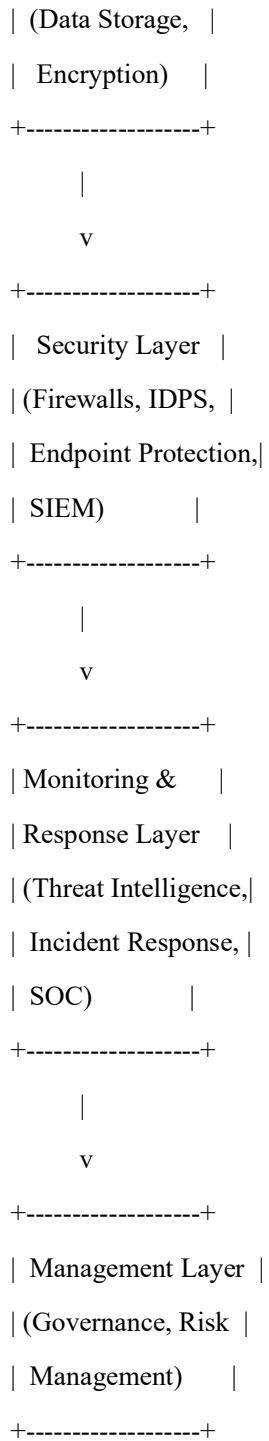 | (Data Storage, |
| Encryption) |
+-------------------+
|
v
+-------------------+
| Security Layer |
| (Firewalls, IDPS, |
| Endpoint Protection,|
| SIEM) |
+-------------------+
|
v
+-------------------+
| Monitoring & |
| Response Layer |
| (Threat Intelligence,|
| Incident Response, |
| SOC) |
+-------------------+
|
v
+-------------------+
| Management Layer |
| (Governance, Risk |
| Management) |
+-------------------+